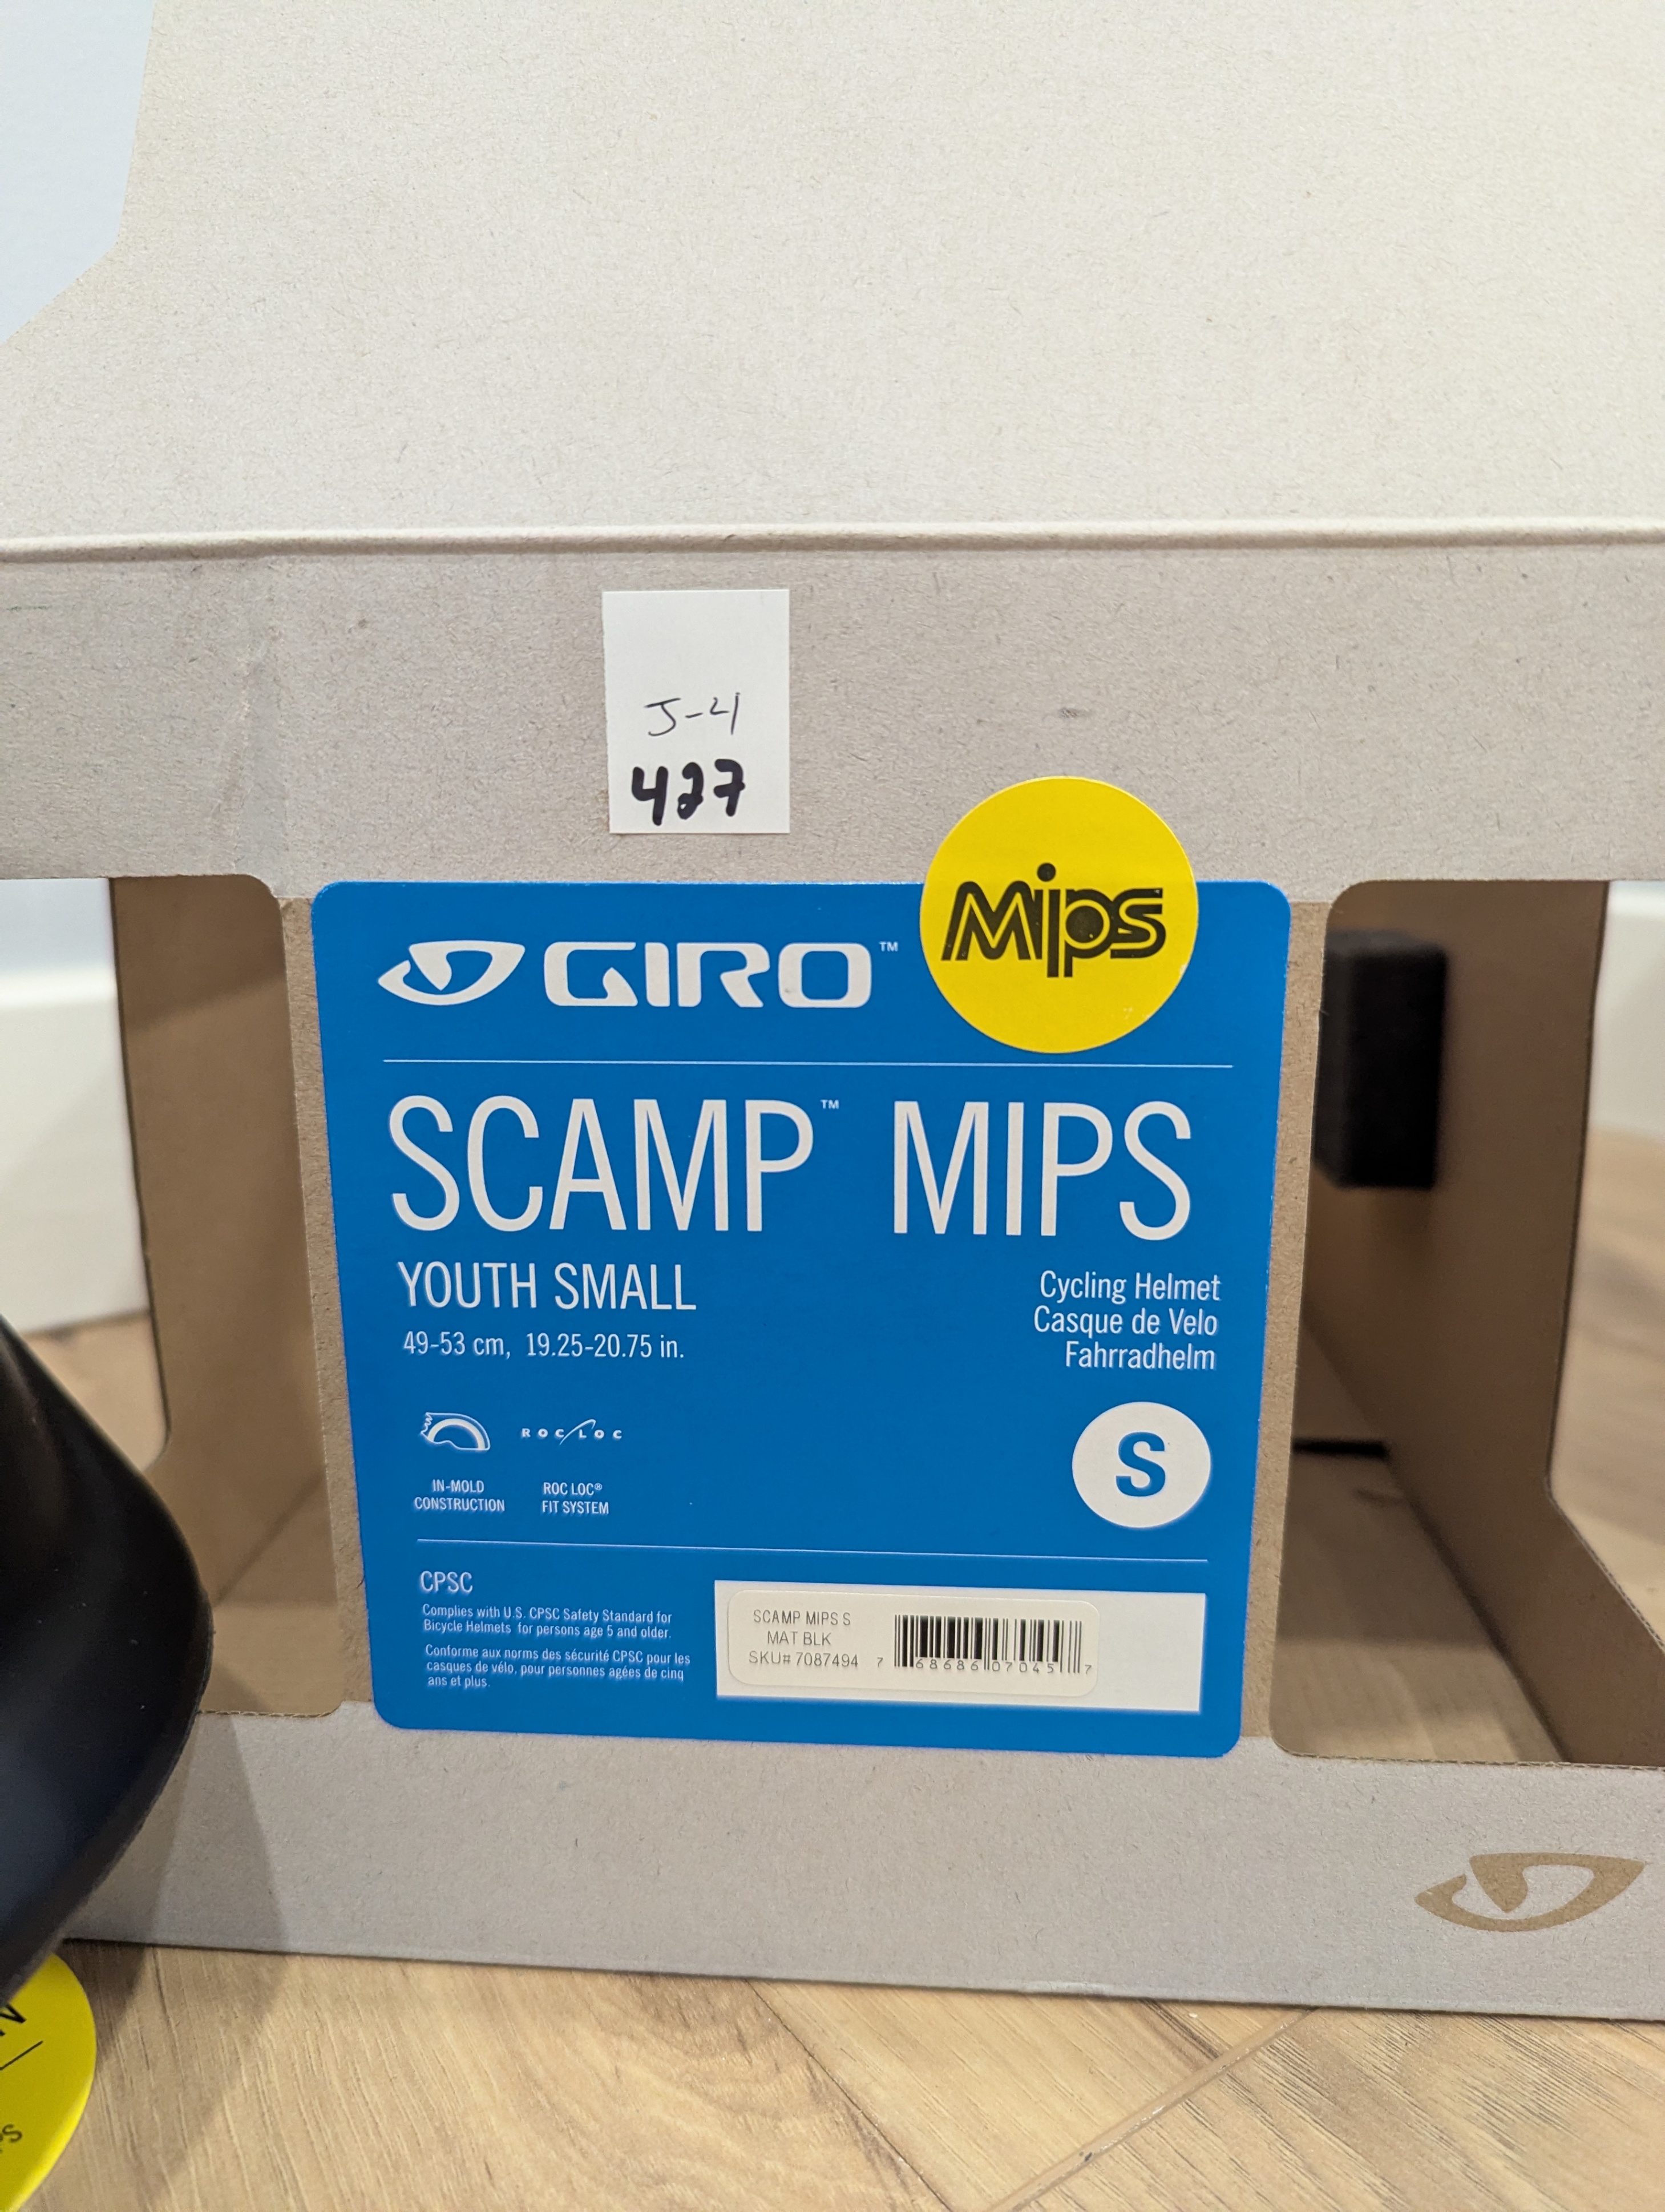 J-41
427
Mips
GIRO™
SCAMP™ MIPS
YOUTH SMALL
49-53 cm, 19.25-20.75 in.
Cycling Helmet
Casque de Velo
Fahrradhelm
ROC LOC
IN-MOLD
CONSTRUCTION
ROC LOC®
FIT SYSTEM
S
CPSC
Complies with U.S. CPSC Safety Standard for
Bicycle Helmets for persons age 5 and older.
Conforme aux norms des sécurité CPSC pour les
casques de vélo, pour personnes agées de cinq
ans et plus.
SCAMP MIPS S
MAT BLK
SKU# 7087494
7 68686 07045 7